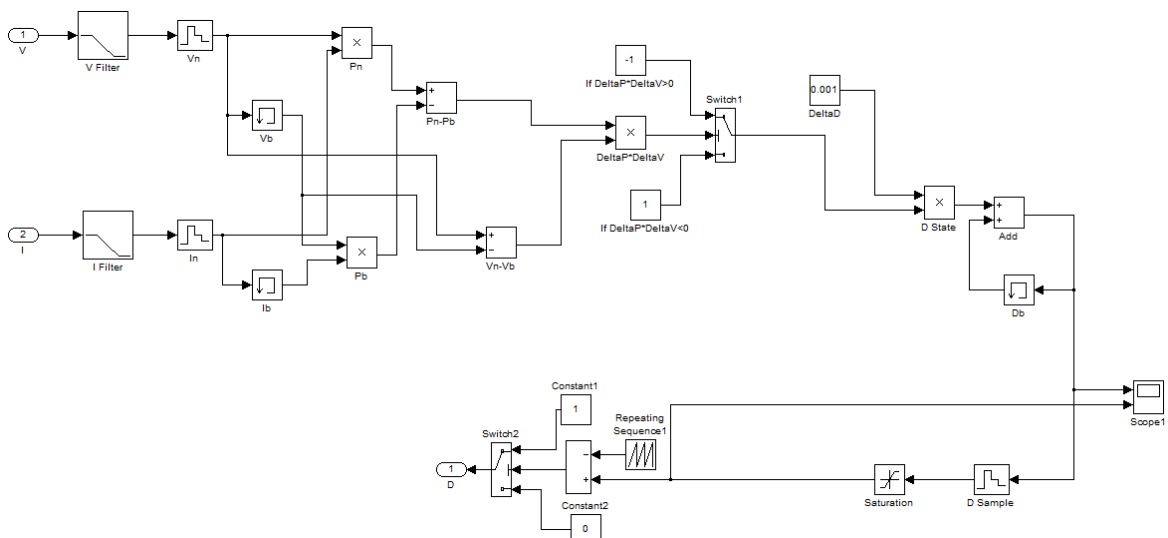 1
V
V Filter
Vn
×
Pn
+
−
Pn-Pb
Vb
-1
If DeltaP*DeltaV>0
Switch1
0.001
DeltaD
×
DeltaP*DeltaV
1
If DeltaP*DeltaV<0
×
D State
+
+
Add
2
I
I Filter
In
×
Pb
+
−
Vn-Vb
Ib
Db
Constant1
1
Repeating
Sequence1
Scope1
Switch2
−
+
1
D
Saturation
D Sample
Constant2
0